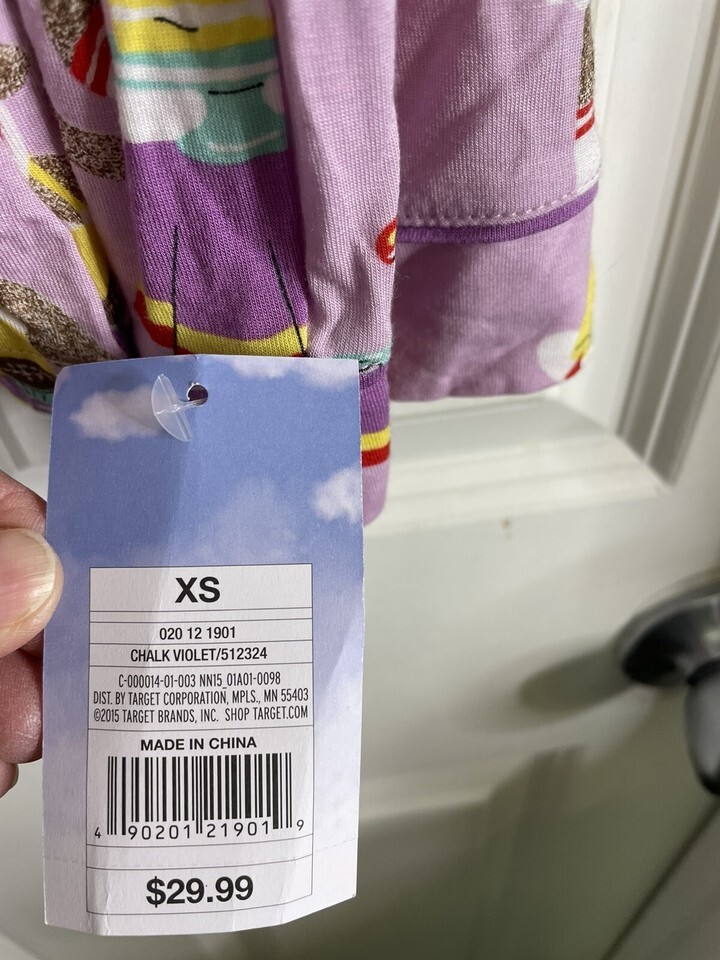 XS
020 12 1901
CHALK VIOLET/512324
C-000014-01-003 NN15_01A01-0098
DIST. BY TARGET CORPORATION, MPLS., MN 55403
©2015 TARGET BRANDS, INC. SHOP TARGET.COM
MADE IN CHINA
4 90201 21901 9
$29.99